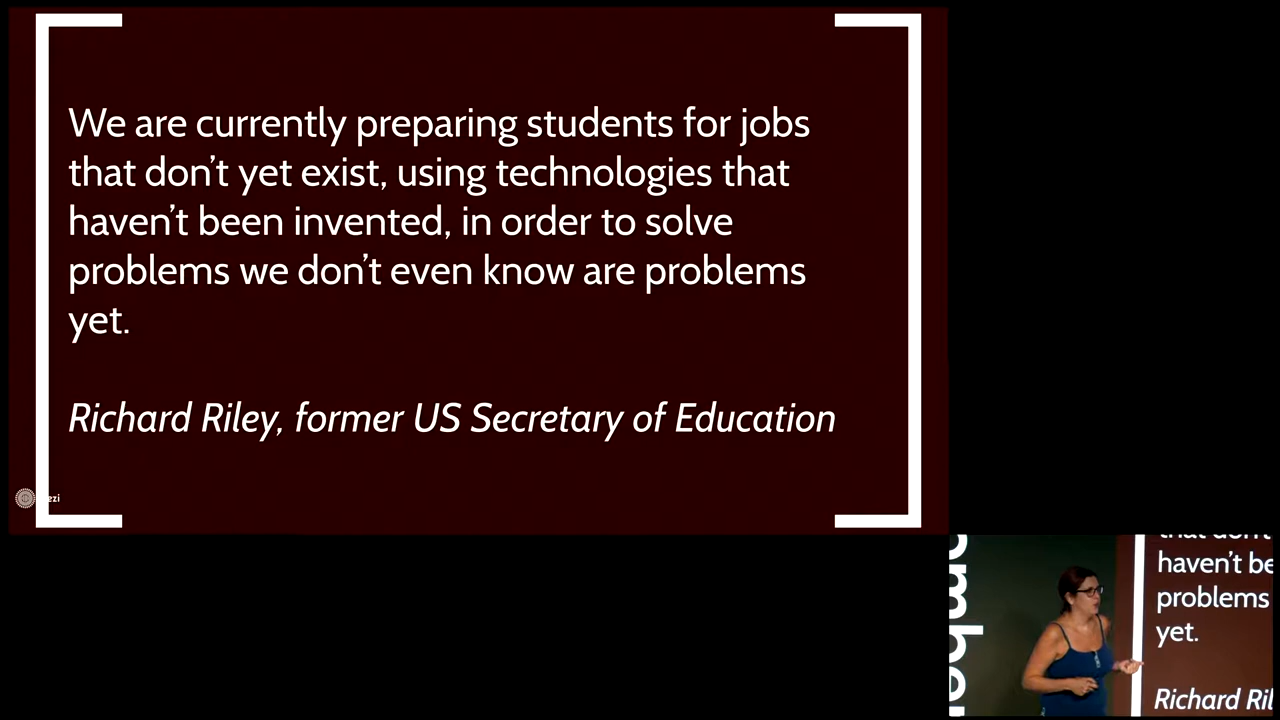 We are currently preparing students for jobs
that don't yet exist, using technologies that
haven't been invented, in order to solve
problems we don't even know are problems
yet.
Richard Riley, former US Secretary of Education
ezi
haven't be
problems
yet.
Richard Ril